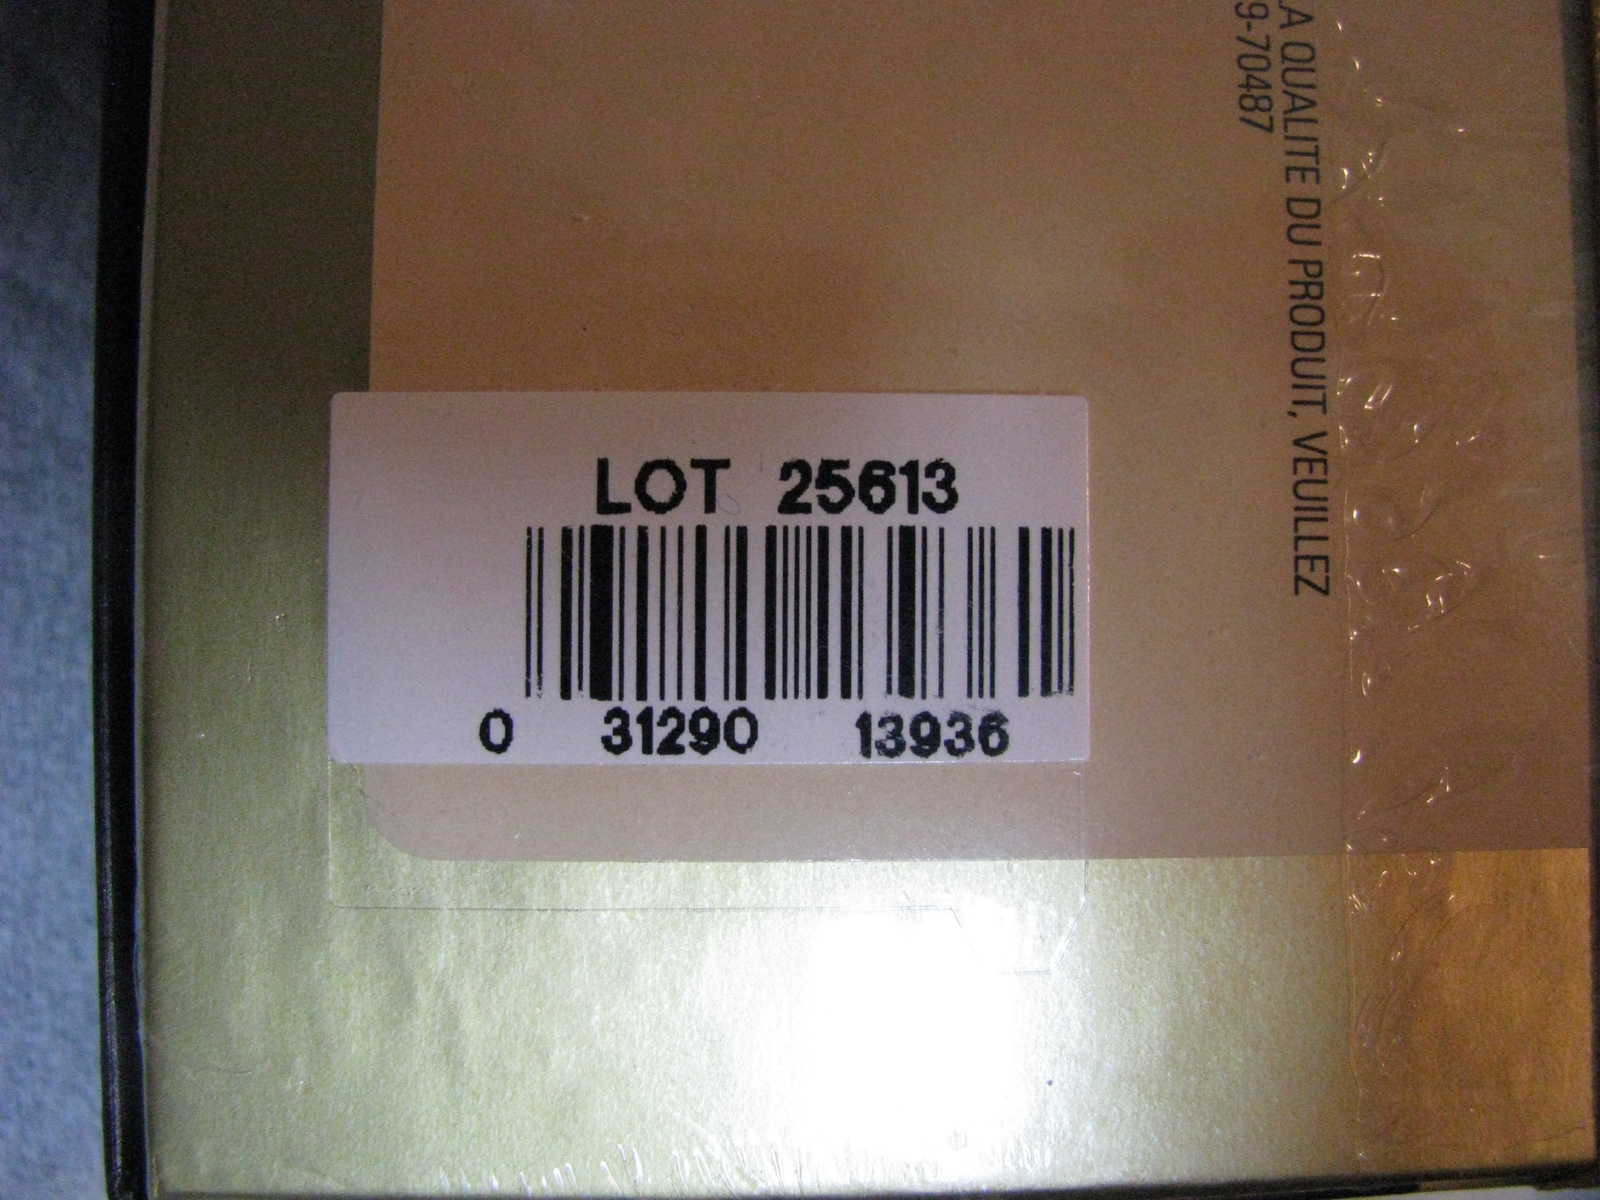 LA QUALITE DU PRODUIT, VEUILLEZ
9-70487
LOT 25613
0 31290 13936